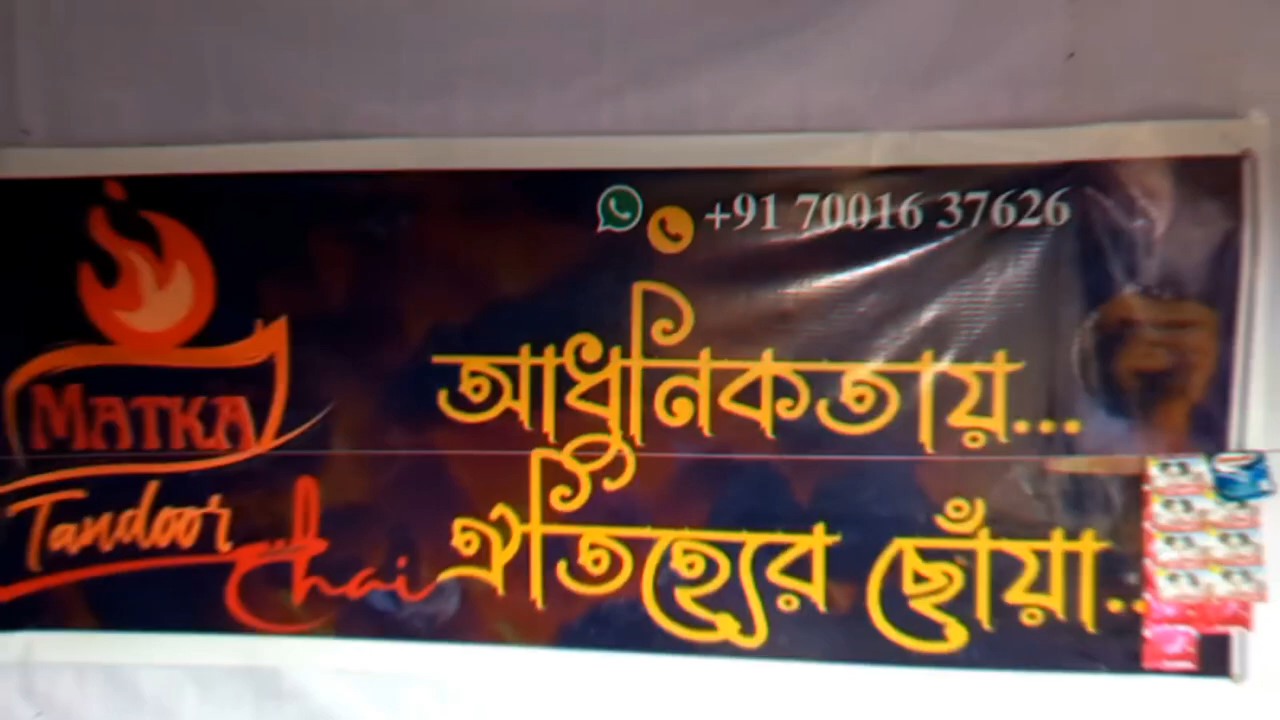 +91 70016 37626
MATKA
Tandoor
Chai
আধুনিকতায়...
ঐতিহ্যের ছোঁয়া..